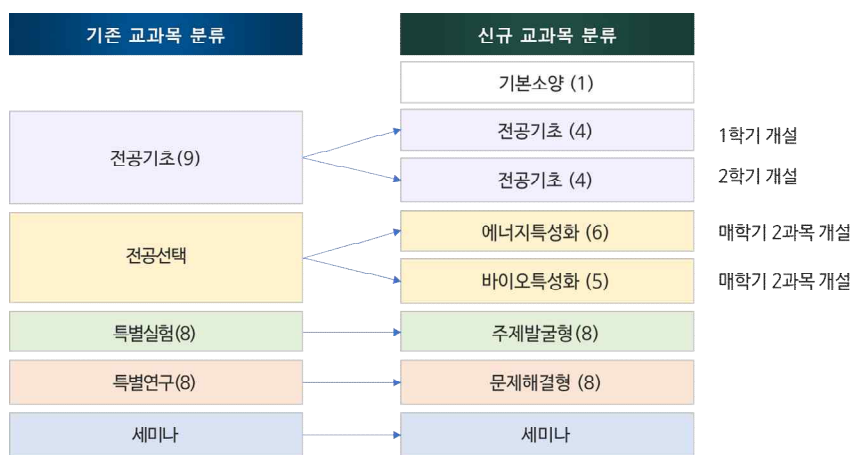 기존 교과목 분류
신규 교과목 분류
기본소양 (1)
전공기초(9)
전공기초 (4)
1학기 개설
전공기초 (4)
2학기 개설
전공선택
에너지특성화 (6)
매학기 2과목 개설
바이오특성화 (5)
매학기 2과목 개설
특별실험(8)
주제발굴형(8)
특별연구(8)
문제해결형 (8)
세미나
세미나